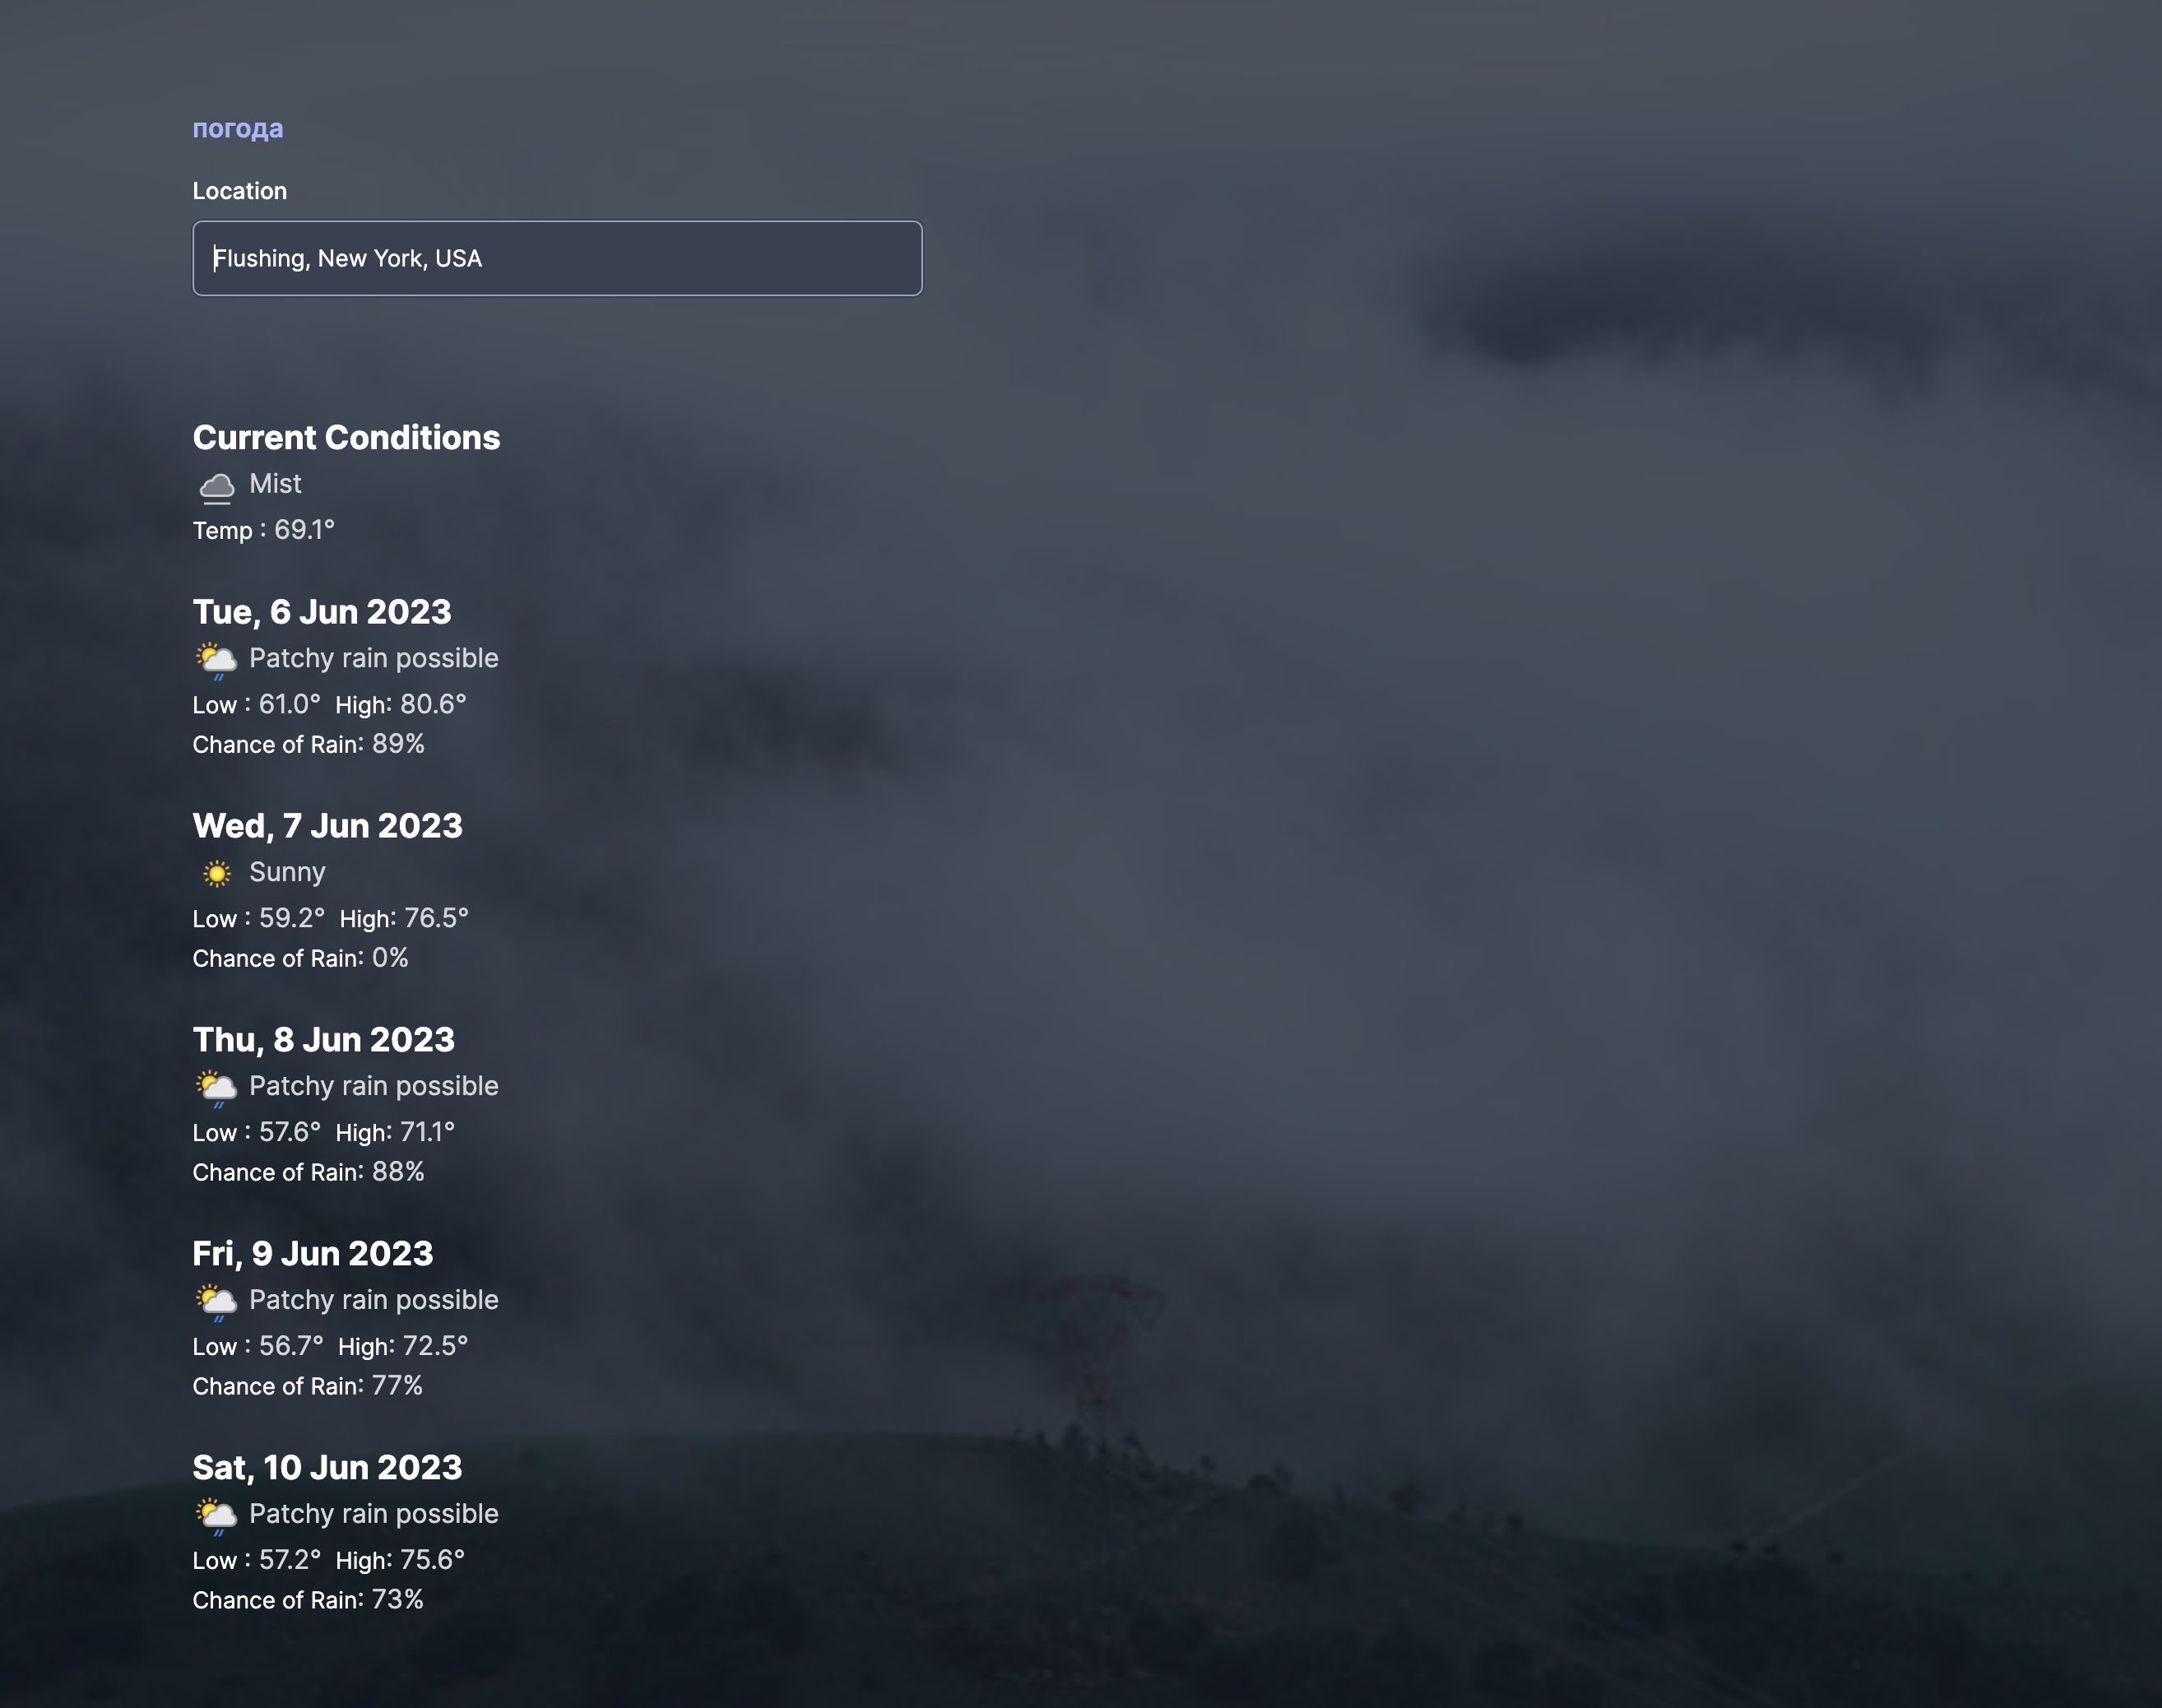 погода
Location
Flushing, New York, USA
Current Conditions
Mist
Temp : 69.1°
Tue, 6 Jun 2023
Patchy rain possible
Low : 61.0° High: 80.6°
Chance of Rain: 89%
Wed, 7 Jun 2023
Sunny
Low : 59.2° High: 76.5°
Chance of Rain: 0%
Thu, 8 Jun 2023
Patchy rain possible
Low : 57.6° High: 71.1°
Chance of Rain: 88%
Fri, 9 Jun 2023
Patchy rain possible
Low : 56.7° High: 72.5°
Chance of Rain: 77%
Sat, 10 Jun 2023
Patchy rain possible
Low : 57.2° High: 75.6°
Chance of Rain: 73%